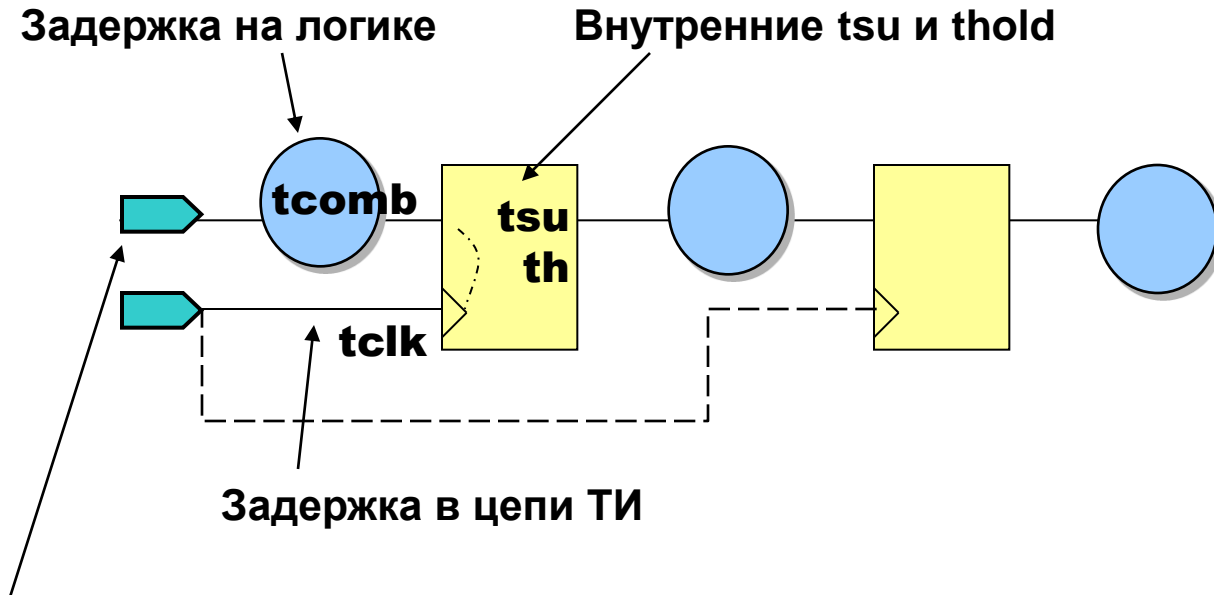 Задержка на логике
Внутренние tsu и thold
tcomb
tsu
th
tclk
Задержка в цепи ТИ